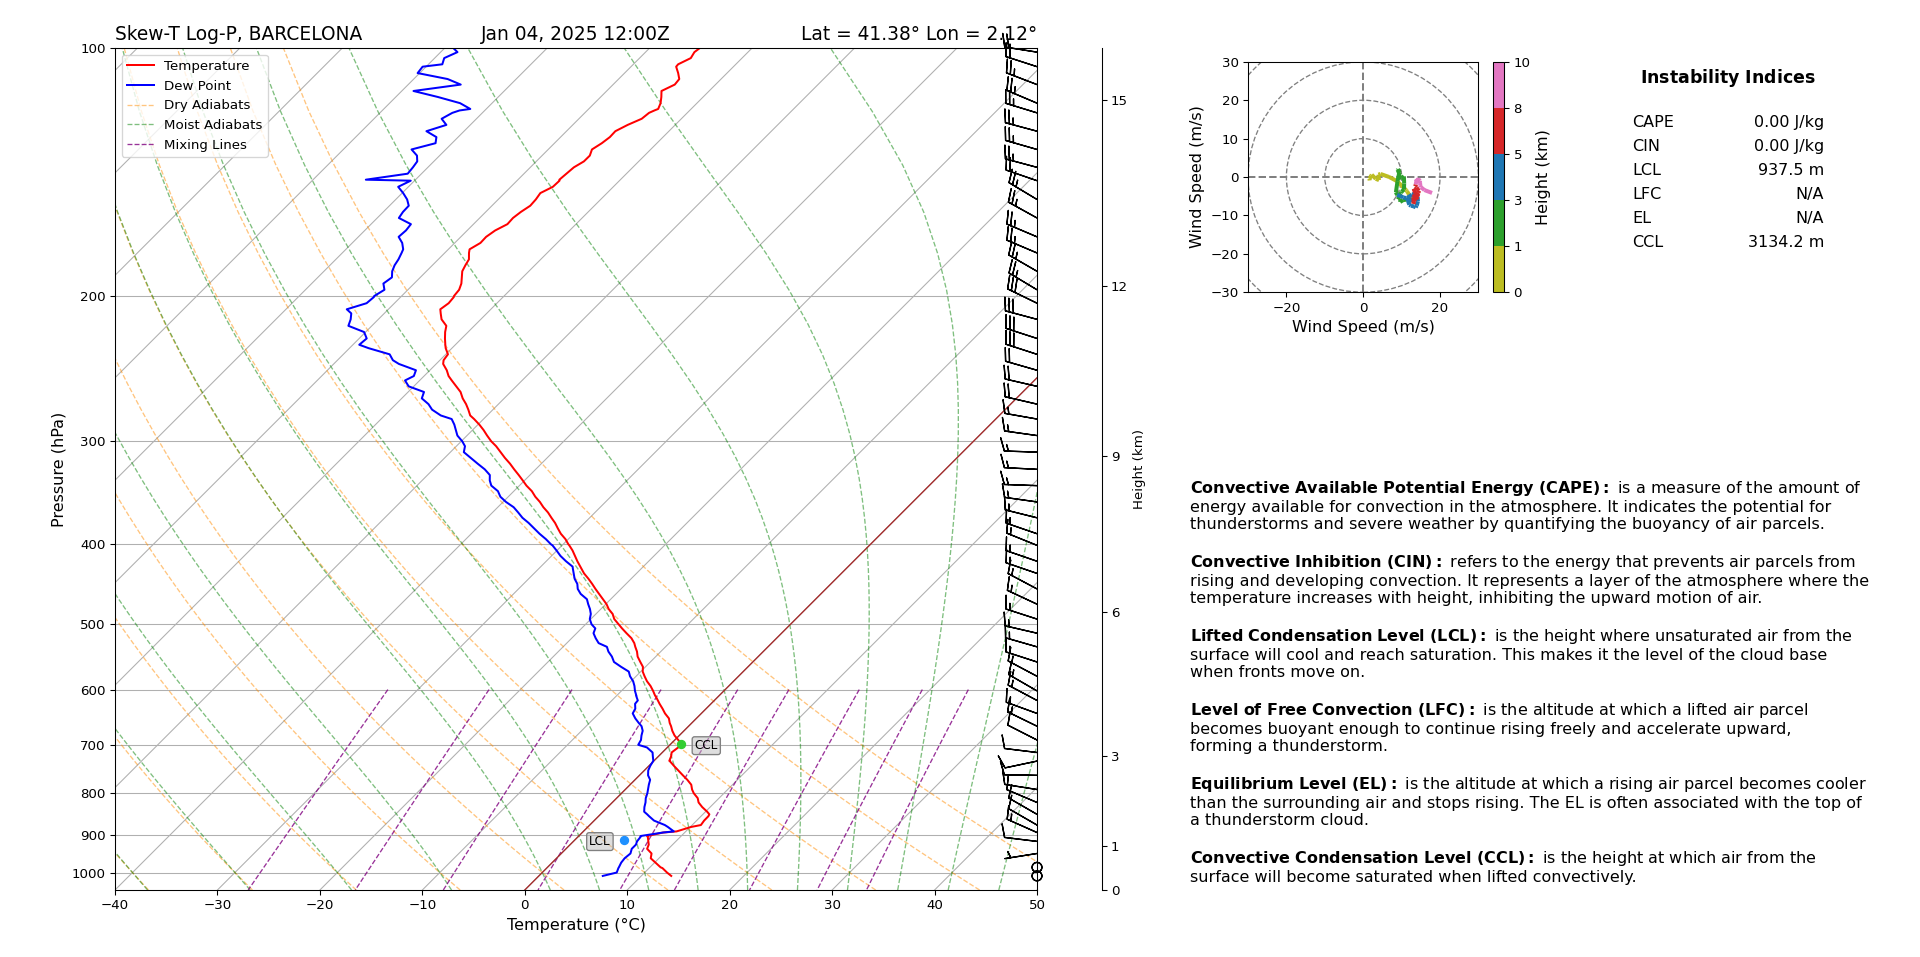 Skew-T Log-P, BARCELONA Jan 04, 2025 12:00Z Lat = 41.38° Lon = 2.12°
Temperature
Dew Point
Dry Adiabats
Moist Adiabats
Mixing Lines
100
200
300
400
500
600
700
800
900
1000
Pressure (hPa)
CCL
LCL
−40 −30 −20 −10 0 10 20 30 40 50
Temperature (°C)
15
12
9
6
3
1
0
Height (km)
30
20
10
0
−10
−20
−30
Wind Speed (m/s)
−20 0 20
Wind Speed (m/s)
10
8
5
3
1
0
Height (km)
Instability Indices
CAPE 0.00 J/kg
CIN 0.00 J/kg
LCL 937.5 m
LFC N/A
EL N/A
CCL 3134.2 m
Convective Available Potential Energy (CAPE): is a measure of the amount of
energy available for convection in the atmosphere. It indicates the potential for
thunderstorms and severe weather by quantifying the buoyancy of air parcels.
Convective Inhibition (CIN): refers to the energy that prevents air parcels from
rising and developing convection. It represents a layer of the atmosphere where the
temperature increases with height, inhibiting the upward motion of air.
Lifted Condensation Level (LCL): is the height where unsaturated air from the
surface will cool and reach saturation. This makes it the level of the cloud base
when fronts move on.
Level of Free Convection (LFC): is the altitude at which a lifted air parcel
becomes buoyant enough to continue rising freely and accelerate upward,
forming a thunderstorm.
Equilibrium Level (EL): is the altitude at which a rising air parcel becomes cooler
than the surrounding air and stops rising. The EL is often associated with the top of
a thunderstorm cloud.
Convective Condensation Level (CCL): is the height at which air from the
surface will become saturated when lifted convectively.